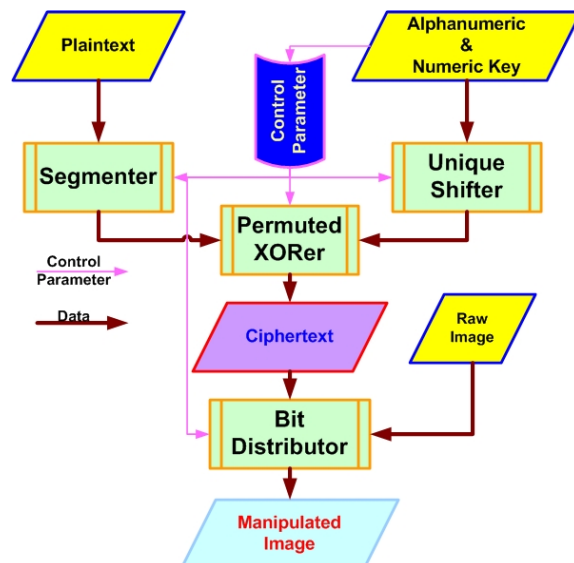 Plaintext
Alphanumeric
&
Numeric Key
Control
Parameter
Segmenter
Unique
Shifter
Permuted
XORer
Control
Parameter
Data
Ciphertext
Raw
Image
Bit
Distributor
Manipulated
Image